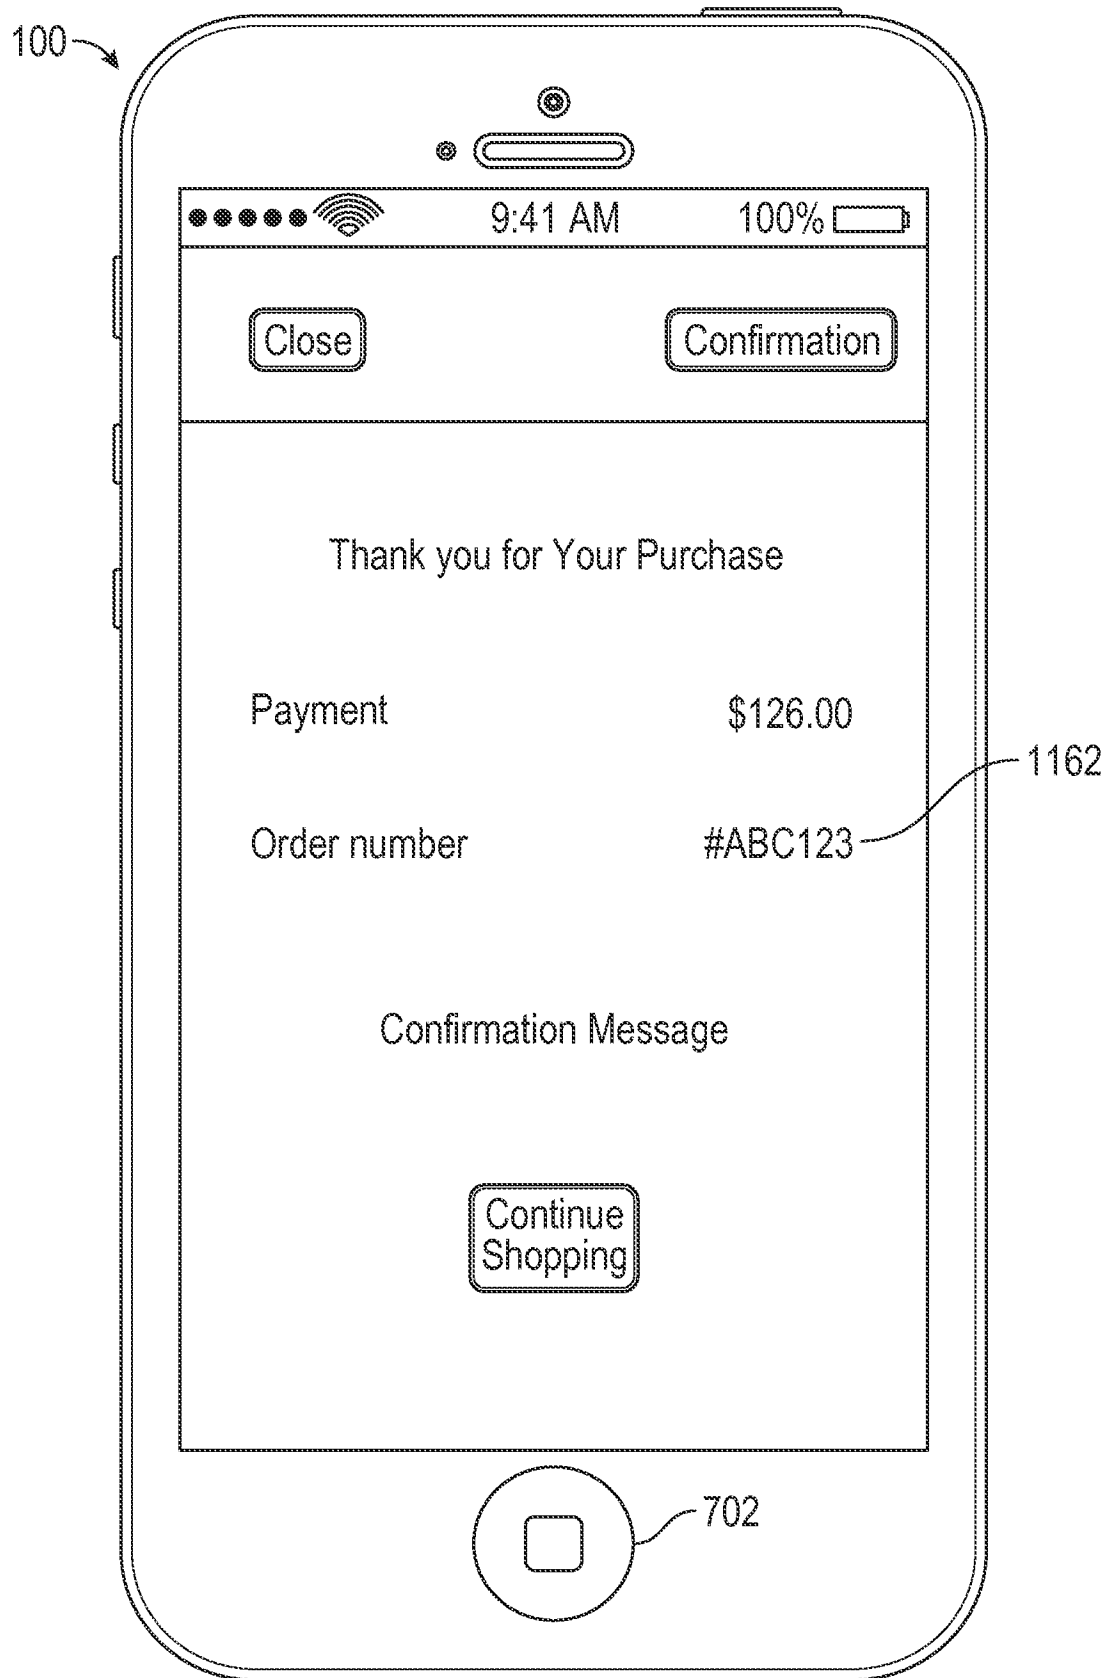 100
9:41 AM 100%
Close Confirmation
Thank you for Your Purchase
Payment $126.00
1162
Order number #ABC123
Confirmation Message
Continue
Shopping
702